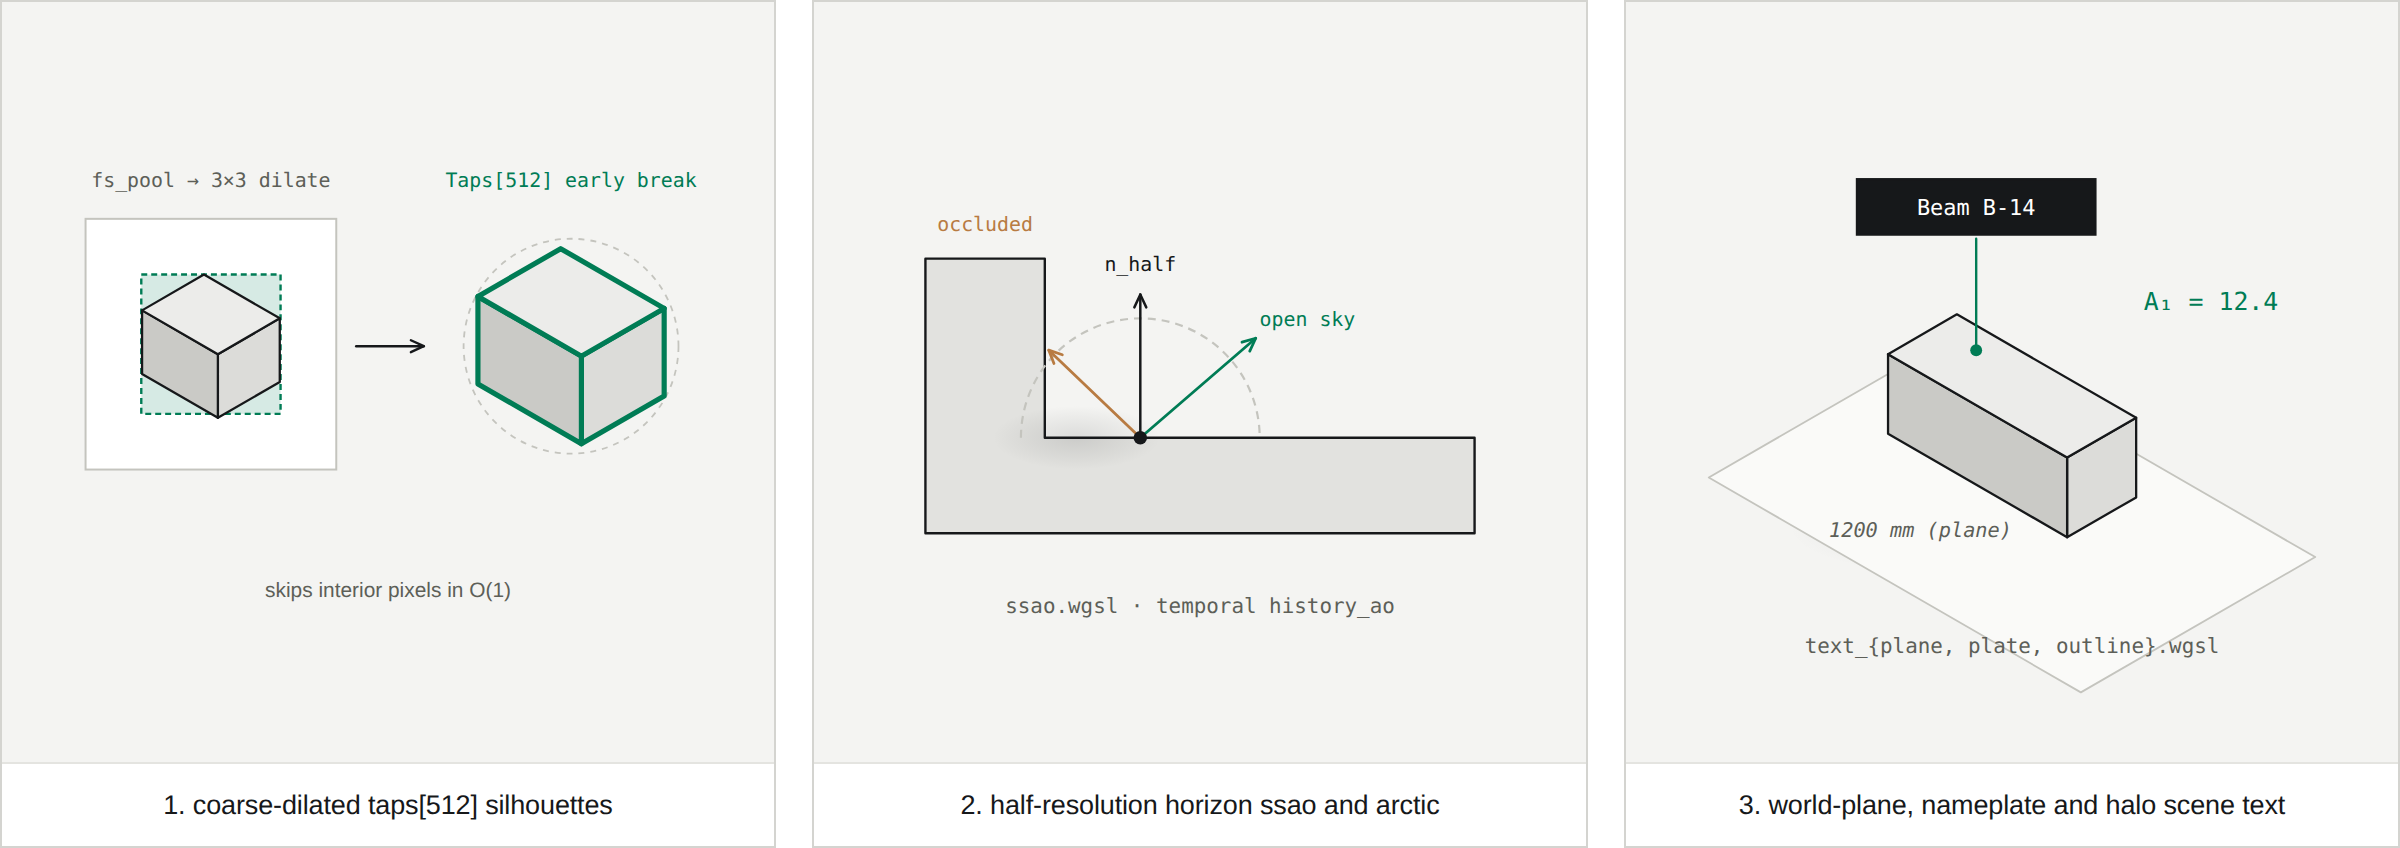 fs_pool → 3×3 dilate
Taps[512] early break
skips interior pixels in O(1)
1. coarse-dilated taps[512] silhouettes
occluded
n_half
open sky
ssao.wgsl · temporal history_ao
2. half-resolution horizon ssao and arctic
Beam B-14
A₁ = 12.4
1200 mm (plane)
text_{plane, plate, outline}.wgsl
3. world-plane, nameplate and halo scene text